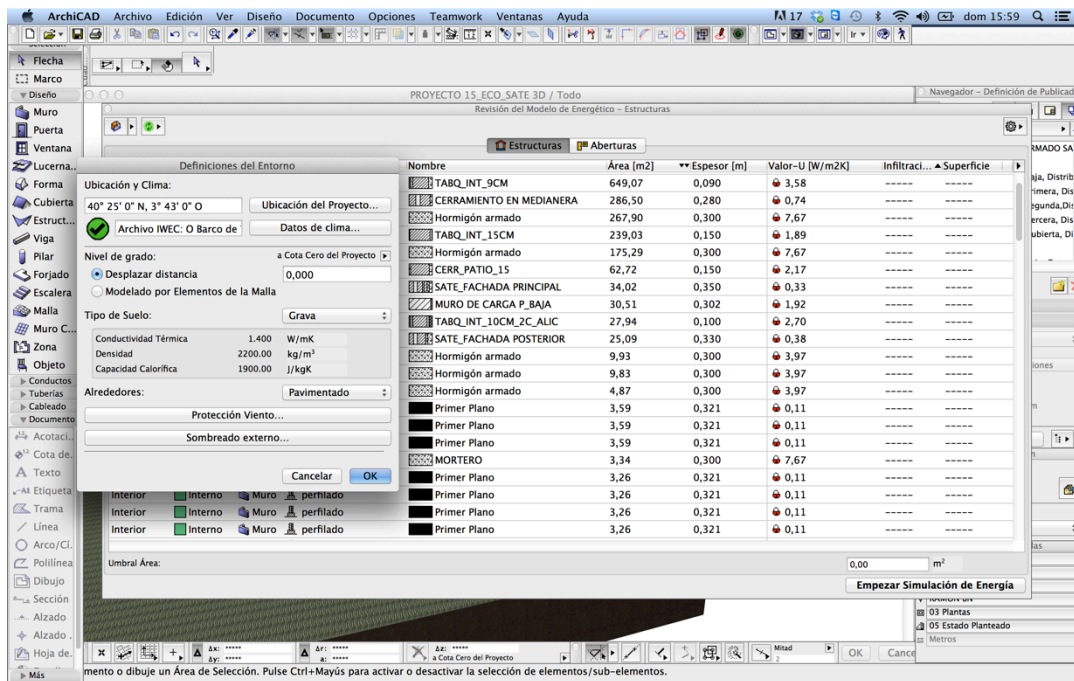 ArchiCAD Archivo Edición Ver Diseño Documento Opciones Teamwork Ventanas Ayuda 17 dom 15:59
Flecha
Marco
Diseño
Muro
Puerta
Ventana
Lucerna...
Forma
Cubierta
Estruct...
Viga
Pilar
Forjado
Escalera
Malla
Muro C...
Zona
Objeto
Conductos
Tuberías
Cableado
Documento
Acotaci..
Cota de.
Texto
Etiqueta
Trama
Línea
Arco/Cí.
Polilínea
Dibujo
Sección
Alzado
Alzado .
Hoja de.
Más
PROYECTO 15_ECO_SATE 3D / Todo
Navegador - Definición de Publicad
Revisión del Modelo de Energético - Estructuras
Estructuras Aberturas
Nombre Área [m2] Espesor [m] Valor-U [W/m2K] Infiltraci... Superficie
TABQ_INT_9CM 649,07 0,090 3,58 ----- -----
CERRAMIENTO EN MEDIANERA 286,50 0,280 0,74 ----- -----
Hormigón armado 267,90 0,300 7,67 ----- -----
TABQ_INT_15CM 239,03 0,150 1,89 ----- -----
Hormigón armado 175,29 0,300 7,67 ----- -----
CERR_PATIO_15 62,72 0,150 2,17 ----- -----
SATE_FACHADA PRINCIPAL 34,02 0,350 0,33 ----- -----
MURO DE CARGA P_BAJA 30,51 0,302 1,92 ----- -----
TABQ_INT_10CM_2C_ALIC 27,94 0,100 2,70 ----- -----
SATE_FACHADA POSTERIOR 25,09 0,330 0,38 ----- -----
Hormigón armado 9,93 0,300 3,97 ----- -----
Hormigón armado 9,83 0,300 3,97 ----- -----
Hormigón armado 4,87 0,300 3,97 ----- -----
Primer Plano 3,59 0,321 0,11 ----- -----
Primer Plano 3,59 0,321 0,11 ----- -----
Primer Plano 3,59 0,321 0,11 ----- -----
MORTERO 3,34 0,300 7,67 ----- -----
Primer Plano 3,26 0,321 0,11 ----- -----
Interior Interno Muro perfilado Primer Plano 3,26 0,321 0,11 ----- -----
Interior Interno Muro perfilado Primer Plano 3,26 0,321 0,11 ----- -----
Interior Interno Muro perfilado Primer Plano 3,26 0,321 0,11 ----- -----
Umbral Área: 0,00 m²
Empezar Simulación de Energía
Definiciones del Entorno
Ubicación y Clima:
40° 25' 0" N, 3° 43' 0" O Ubicación del Proyecto...
Archivo IWEC: O Barco de Datos de clima...
Nivel de grado: a Cota Cero del Proyecto
Desplazar distancia 0,000
Modelado por Elementos de la Malla
Tipo de Suelo: Grava
Conductividad Térmica 1.400 W/mK
Densidad 2200.00 kg/m³
Capacidad Calorífica 1900.00 J/kgK
Alrededores: Pavimentado
Protección Viento...
Sombreado externo...
Cancelar OK
03 Plantas
05 Estado Planteado
Metros
Δx: ***** Δr: ***** Δz: ***** Mitad
Δy: ***** a: ***** a Cota Cero del Proyecto 2 OK Cance
mento o dibuje un Área de Selección. Pulse Ctrl+Mayús para activar o desactivar la selección de elementos/sub-elementos.